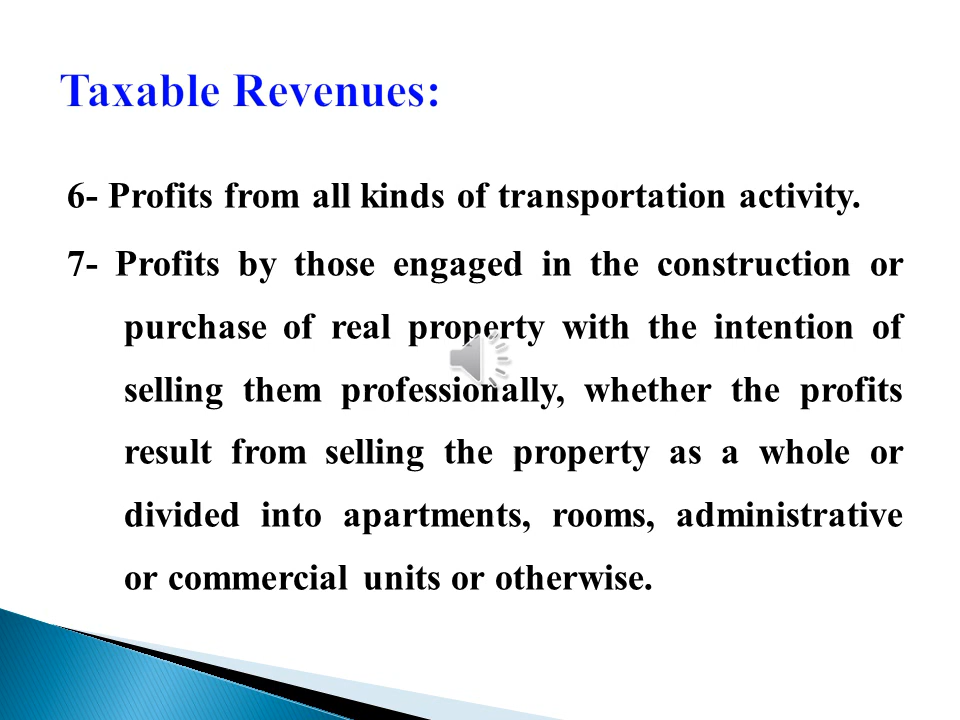 Taxable Revenues:
6- Profits from all kinds of transportation activity.
7- Profits by those engaged in the construction or
purchase of real property with the intention of
selling them professionally, whether the profits
result from selling the property as a whole or
divided into apartments, rooms, administrative
or commercial units or otherwise.